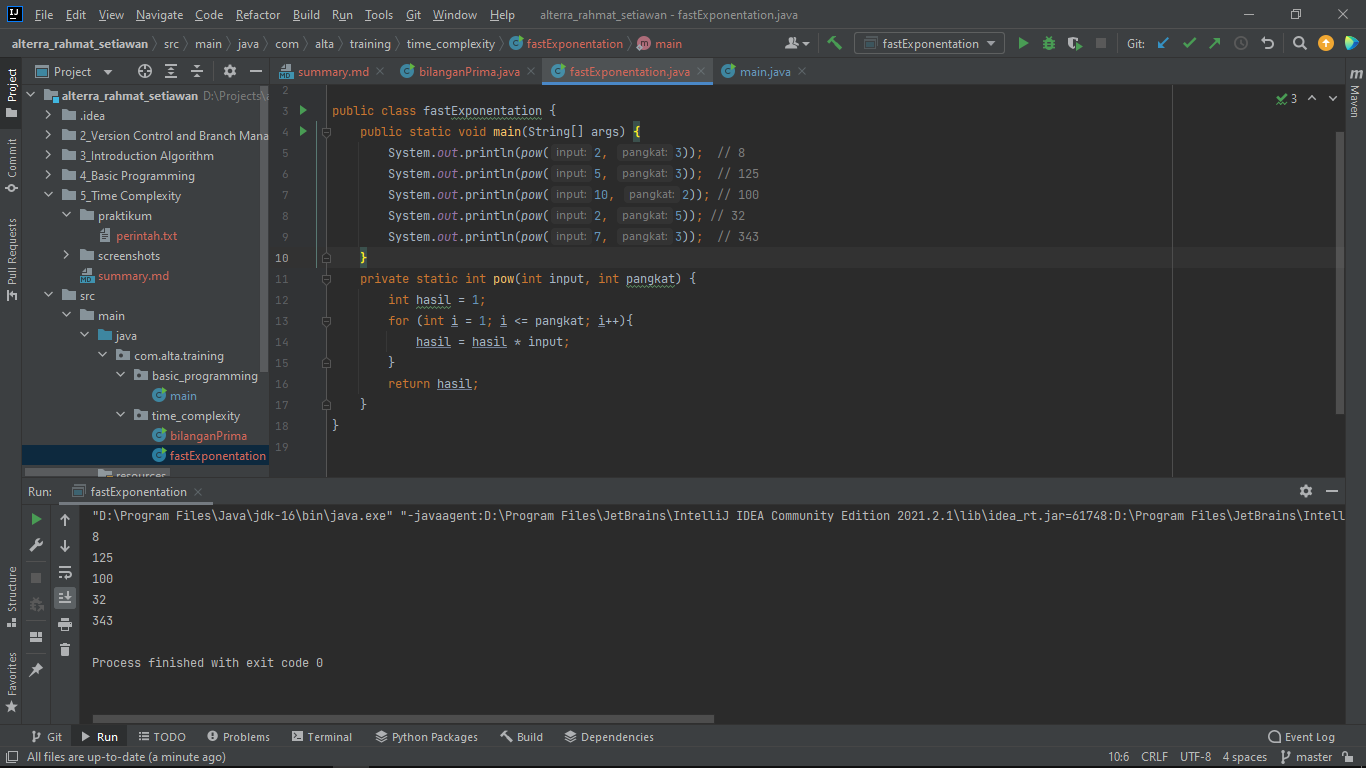 File Edit View Navigate Code Refactor Build Run Tools Git Window Help alterra_rahmat_setiawan - fastExponentation.java
alterra_rahmat_setiawan src main java com alta training time_complexity fastExponentation main fastExponentation Git:
Project
summary.md bilanganPrima.java fastExponentation.java main.java
alterra_rahmat_setiawan D:\Projects\
.idea
2_Version Control and Branch Mana
3_Introduction Algorithm
4_Basic Programming
5_Time Complexity
praktikum
perintah.txt
screenshots
summary.md
src
main
java
com.alta.training
basic_programming
main
time_complexity
bilanganPrima
fastExponentation
resources
2
3 public class fastExponentation {
4 public static void main(String[] args) {
5 System.out.println(pow( input: 2, pangkat: 3)); // 8
6 System.out.println(pow( input: 5, pangkat: 3)); // 125
7 System.out.println(pow( input: 10, pangkat: 2)); // 100
8 System.out.println(pow( input: 2, pangkat: 5)); // 32
9 System.out.println(pow( input: 7, pangkat: 3)); // 343
10 }
11 private static int pow(int input, int pangkat) {
12 int hasil = 1;
13 for (int i = 1; i <= pangkat; i++){
14 hasil = hasil * input;
15 }
16 return hasil;
17 }
18 }
19
3
Project
Commit
Pull Requests
Structure
Favorites
Maven
Run: fastExponentation
"D:\Program Files\Java\jdk-16\bin\java.exe" "-javaagent:D:\Program Files\JetBrains\IntelliJ IDEA Community Edition 2021.2.1\lib\idea_rt.jar=61748:D:\Program Files\JetBrains\Intell
8
125
100
32
343
Process finished with exit code 0
Git Run TODO Problems Terminal Python Packages Build Dependencies Event Log
All files are up-to-date (a minute ago) 10:6 CRLF UTF-8 4 spaces master